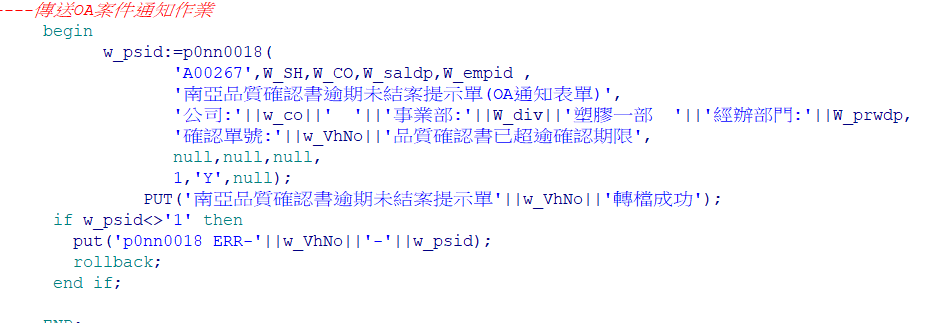 ----傳送OA案件通知作業
begin
w_psid:=p0nn0018(
'A00267',W_SH,W_CO,W_saldp,W_empid ,
'南亞品質確認書逾期未結案提示單(OA通知表單)',
'公司:'||w_co||'  '||'事業部:'||W_div||'塑膠一部  '||'經辦部門:'||W_prwdp,
'確認單號:'||w_VhNo||'品質確認書已超逾確認期限',
null,null,null,
1,'Y',null);
PUT('南亞品質確認書逾期未結案提示單'||w_VhNo||'轉檔成功');
if w_psid<>'1' then
put('p0nn0018 ERR-'||w_VhNo||'-'||w_psid);
rollback;
end if;
END;